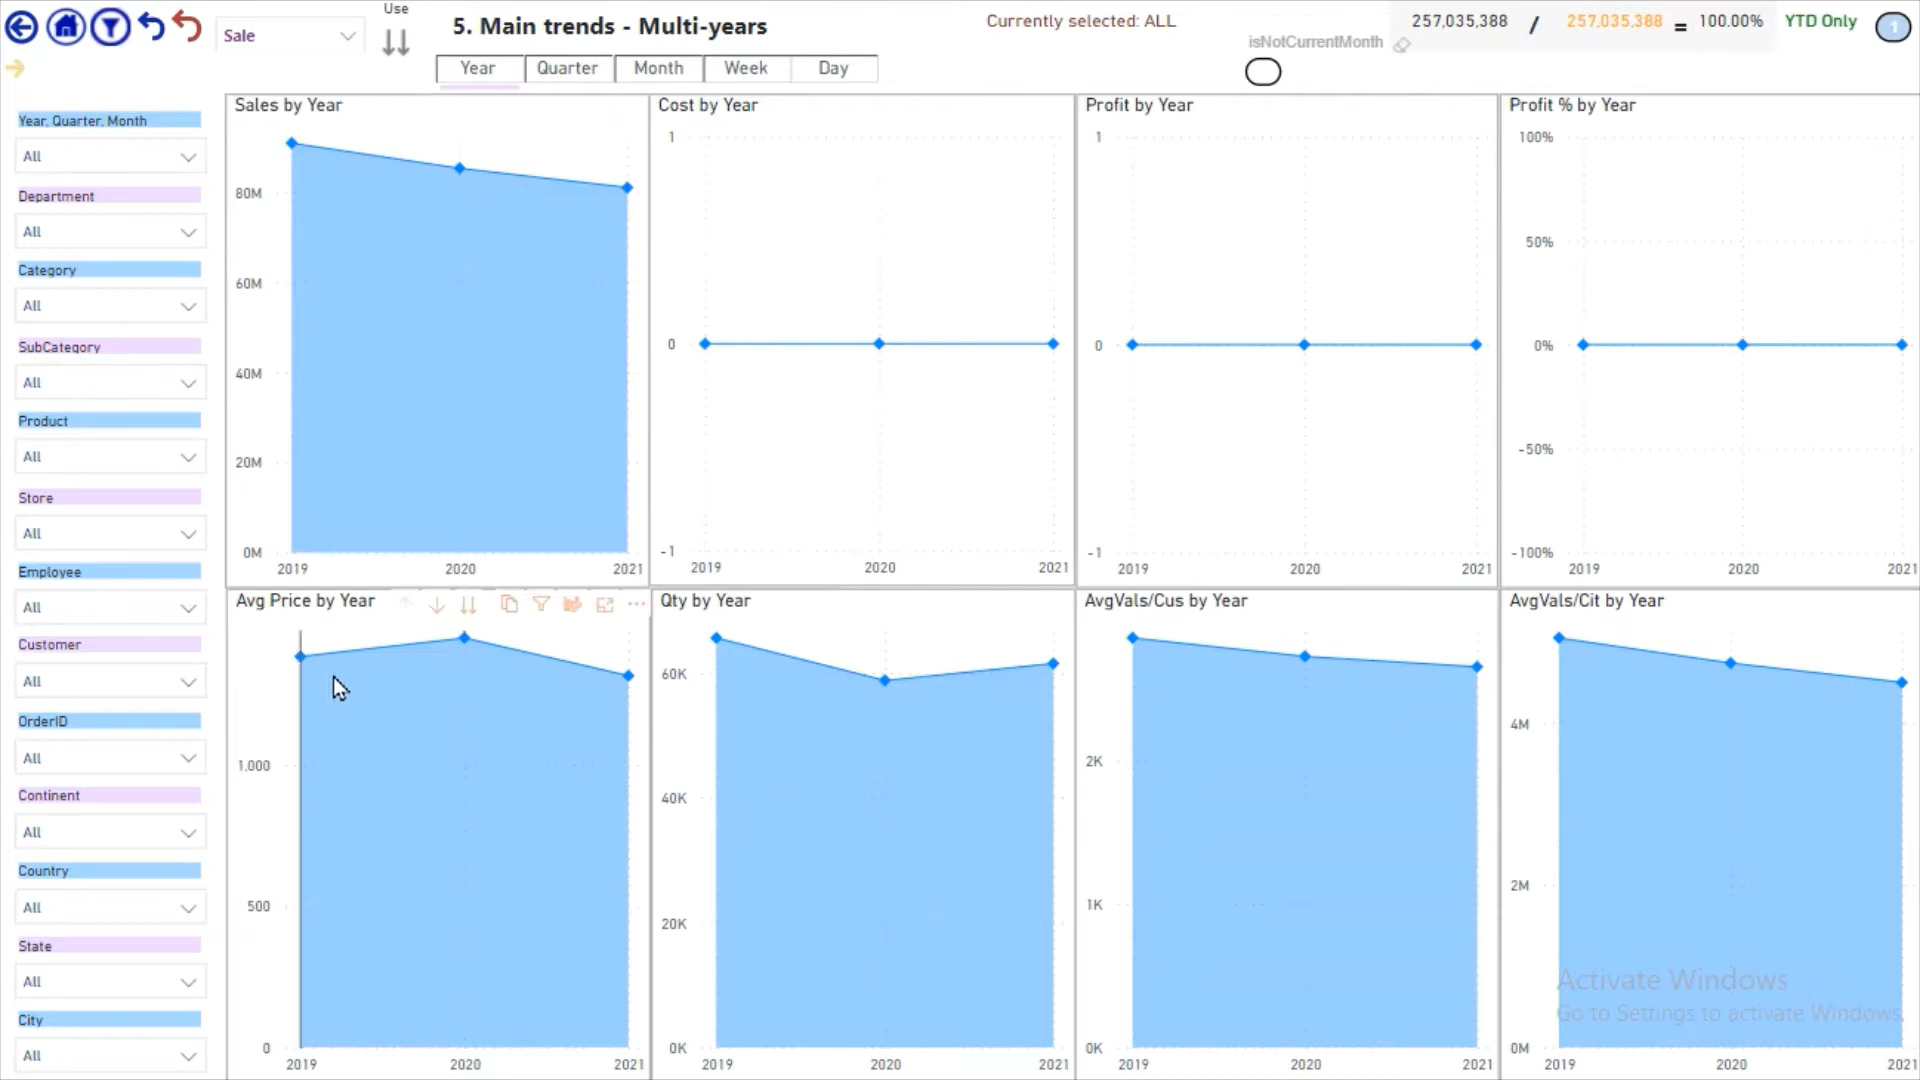 Use
Sale
5. Main trends - Multi-years
Currently selected: ALL
isNotCurrentMonth
257,035,388 / 257,035,388 = 100.00% YTD Only
1
Year Quarter Month Week Day
Year, Quarter, Month
All
Department
All
Category
All
SubCategory
All
Product
All
Store
All
Employee
All
Customer
All
OrderID
All
Continent
All
Country
All
State
All
City
All
Sales by Year
80M
60M
40M
20M
0M
2019 2020 2021
Cost by Year
1
0
-1
2019 2020 2021
Profit by Year
1
0
-1
2019 2020 2021
Profit % by Year
100%
50%
0%
-50%
-100%
2019 2020 2021
Avg Price by Year
1,000
500
0
2019 2020 2021
Qty by Year
60K
40K
20K
0K
2019 2020 2021
AvgVals/Cus by Year
2K
1K
0K
2019 2020 2021
AvgVals/Cit by Year
4M
2M
0M
2019 2020 2021
Activate Windows
Go to Settings to activate Windows.